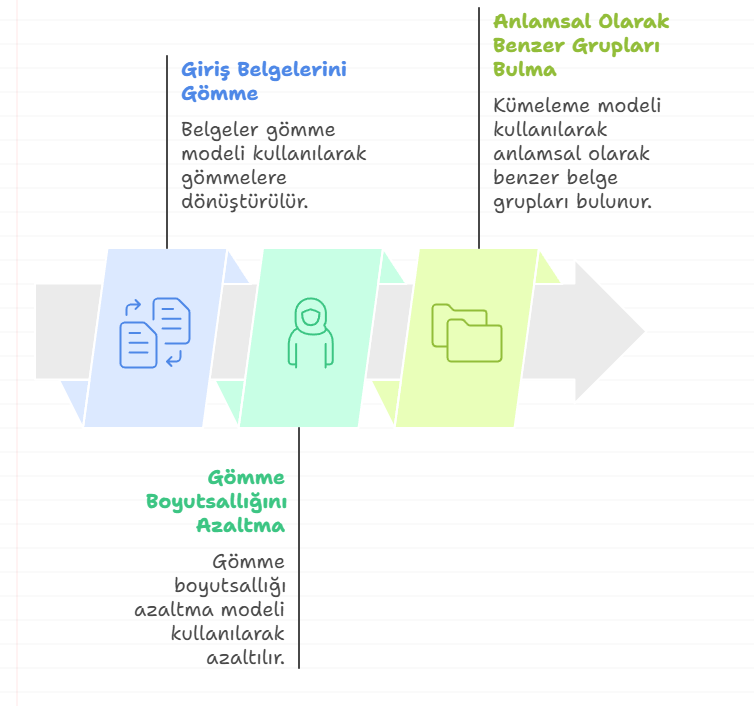 Giriş Belgelerini
Gömme
Belgeler gömme
modeli kullanılarak
gömmelere
dönüştürülür.
Gömme
Boyutsallığını
Azaltma
Gömme
boyutsallığı
azaltma modeli
kullanılarak
azaltılır.
Anlamsal Olarak
Benzer Grupları
Bulma
Kümeleme modeli
kullanılarak
anlamsal olarak
benzer belge
grupları bulunur.